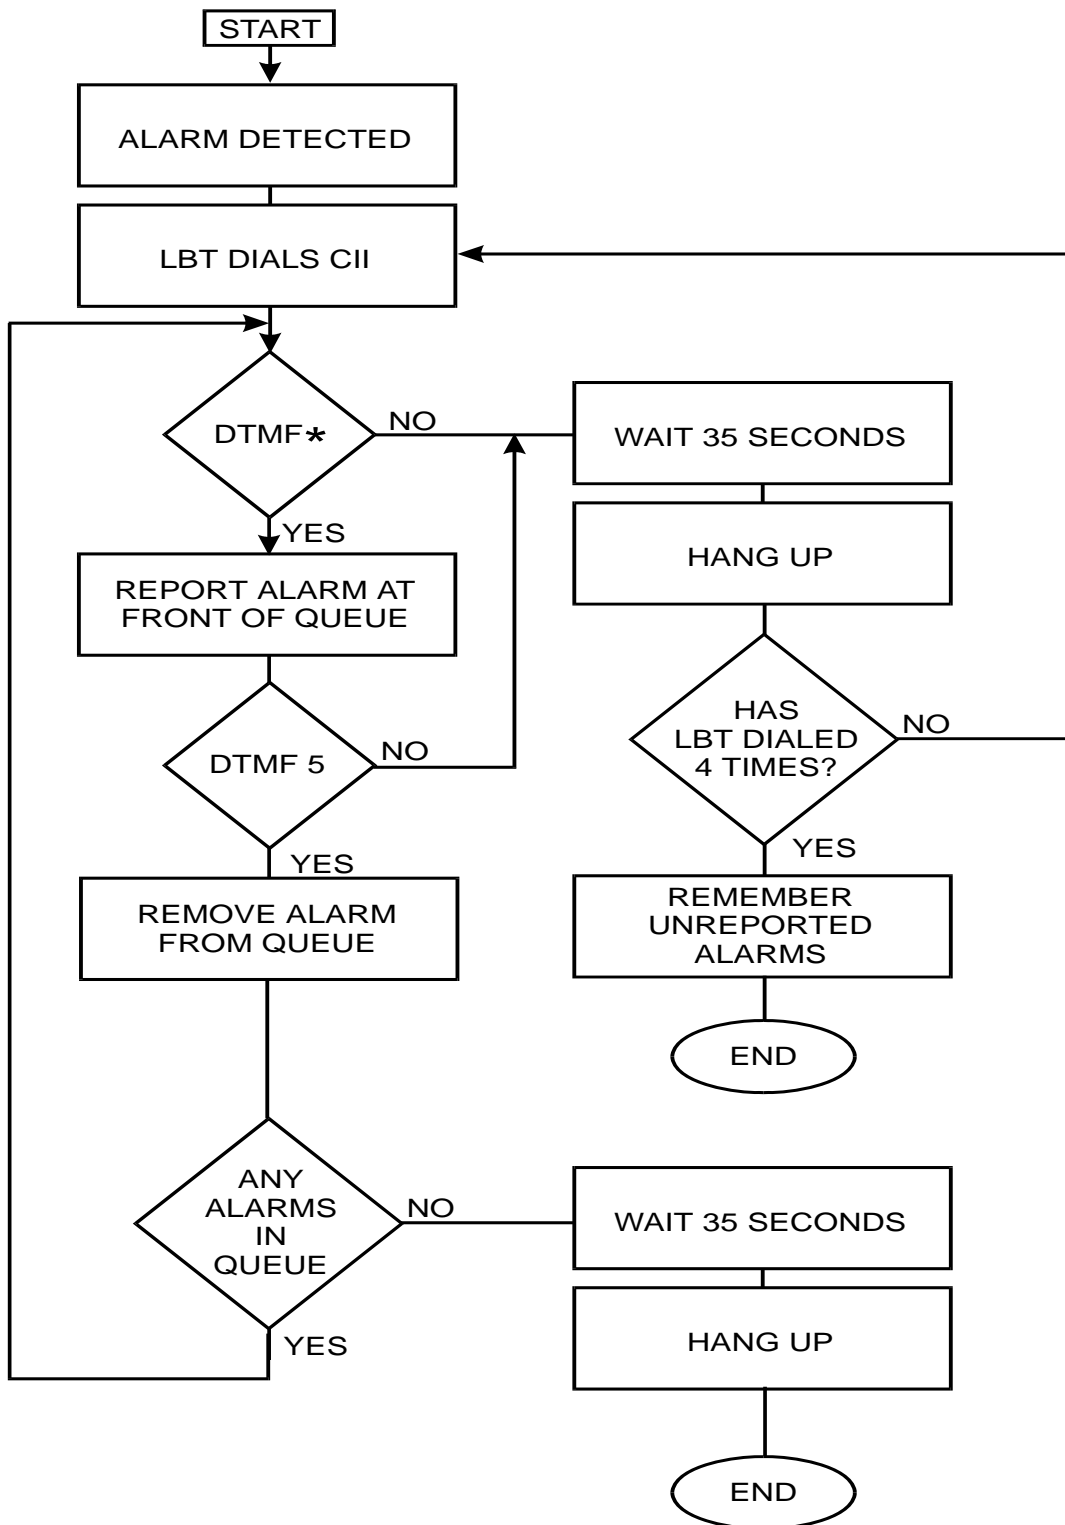 START
ALARM DETECTED
LBT DIALS CII
DTMF*
NO
WAIT 35 SECONDS
HANG UP
YES
REPORT ALARM AT
FRONT OF QUEUE
HAS
LBT DIALED
4 TIMES?
NO
DTMF 5
NO
YES
YES
REMOVE ALARM
FROM QUEUE
REMEMBER
UNREPORTED
ALARMS
END
ANY
ALARMS
IN
QUEUE
NO
WAIT 35 SECONDS
HANG UP
YES
END